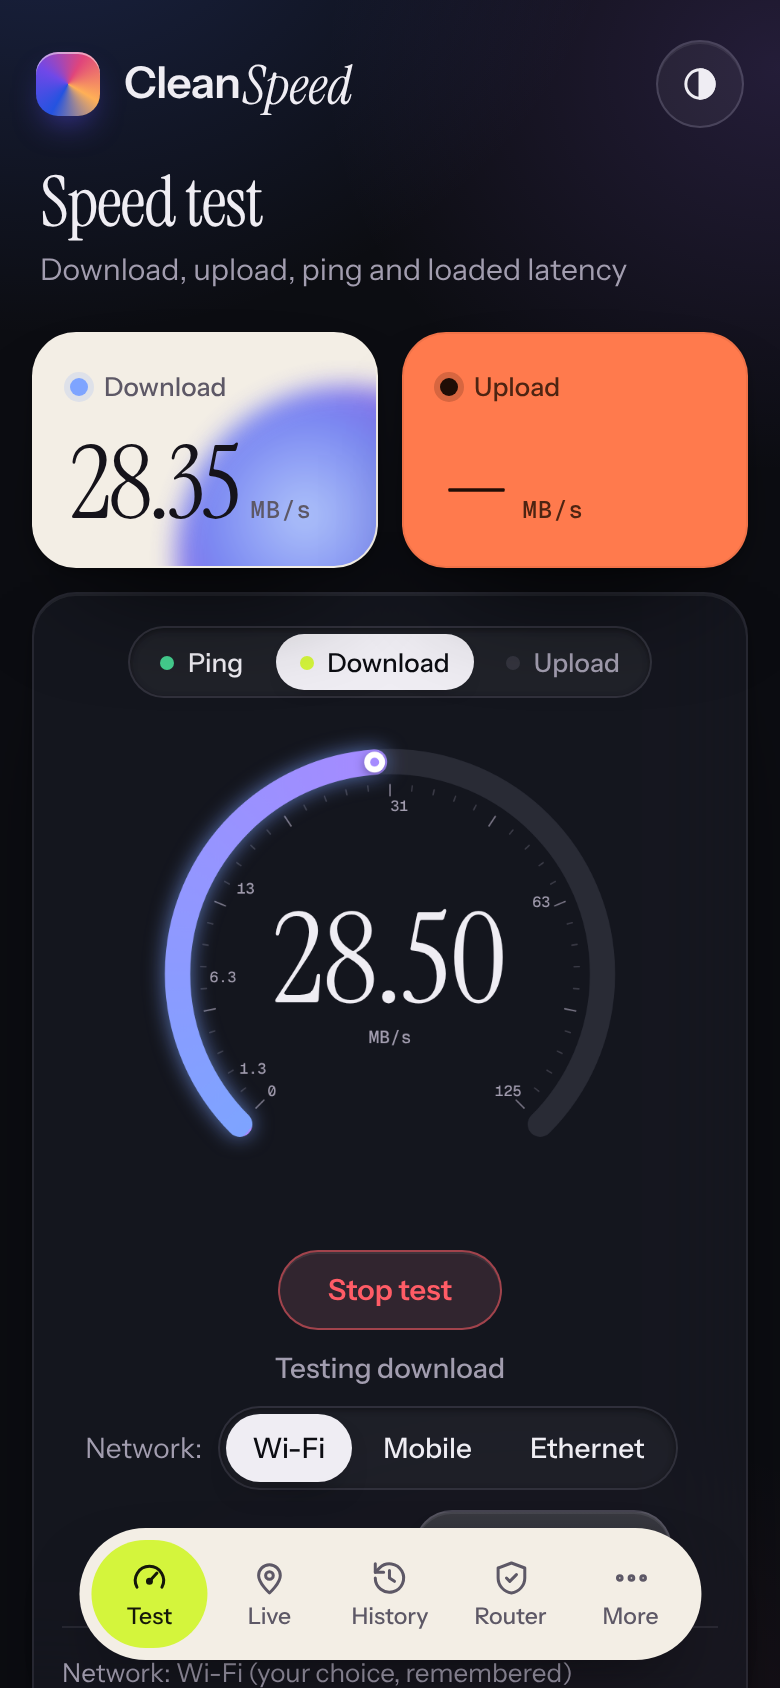 CleanSpeed
Speed test
Download, upload, ping and loaded latency
Download
28.35 MB/s
Upload
— MB/s
Ping
Download
Upload
31
13
63
28.50
6.3
MB/s
1.3
0
125
Stop test
Testing download
Network: Wi-Fi Mobile Ethernet
Test Live History Router More
Network: Wi-Fi (your choice, remembered)